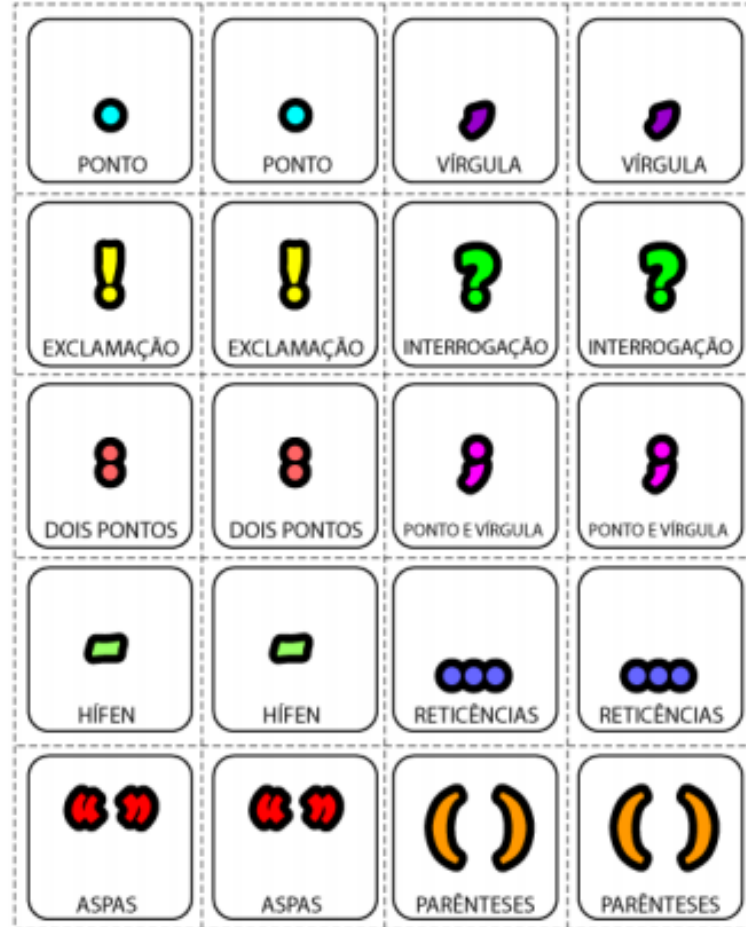 PONTO PONTO VÍRGULA VÍRGULA
EXCLAMAÇÃO EXCLAMAÇÃO INTERROGAÇÃO INTERROGAÇÃO
DOIS PONTOS DOIS PONTOS PONTO E VÍRGULA PONTO E VÍRGULA
HÍFEN HÍFEN RETICÊNCIAS RETICÊNCIAS
ASPAS ASPAS PARÊNTESES PARÊNTESES